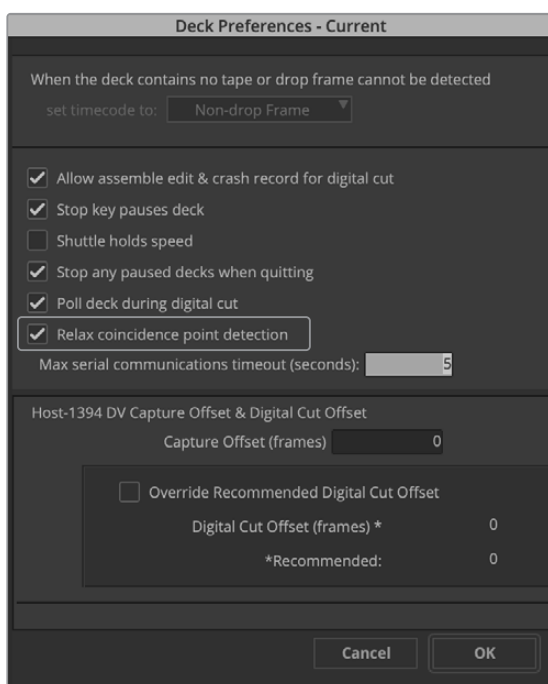 Deck Preferences - Current
When the deck contains no tape or drop frame cannot be detected
set timecode to: Non-drop Frame
Allow assemble edit & crash record for digital cut
Stop key pauses deck
Shuttle holds speed
Stop any paused decks when quitting
Poll deck during digital cut
Relax coincidence point detection
Max serial communications timeout (seconds): 5
Host-1394 DV Capture Offset & Digital Cut Offset
Capture Offset (frames) 0
Override Recommended Digital Cut Offset
Digital Cut Offset (frames) * 0
*Recommended: 0
Cancel OK